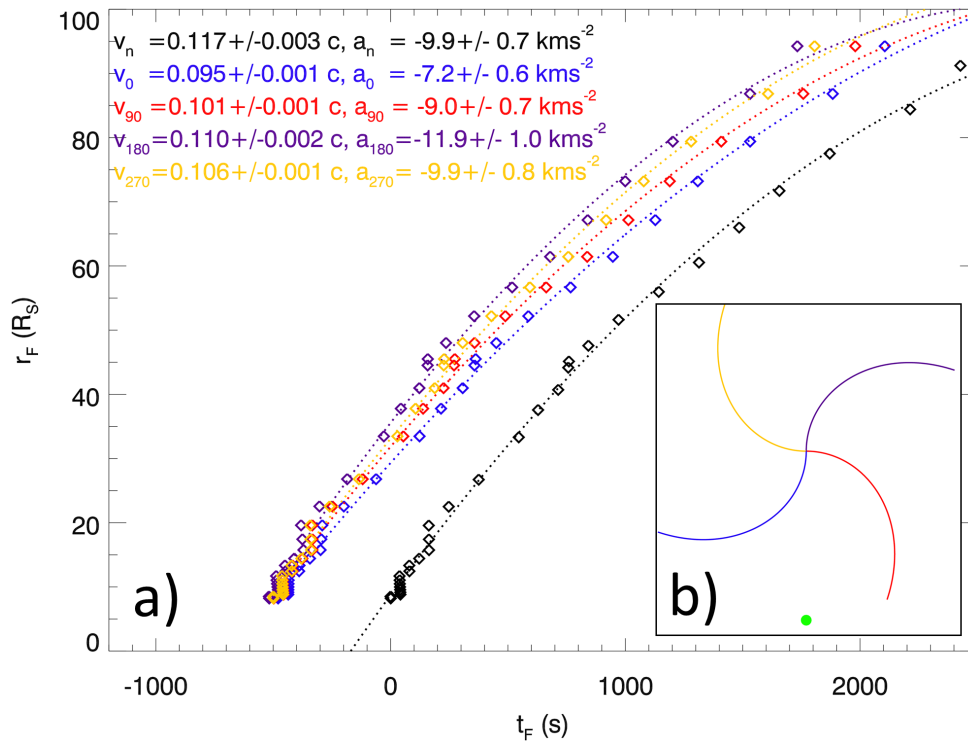 v_n =0.117+/-0.003 c, a_n = -9.9+/- 0.7 kms^-2
v_0 =0.095+/-0.001 c, a_0 = -7.2+/- 0.6 kms^-2
v_90 =0.101+/-0.001 c, a_90 = -9.0+/- 0.7 kms^-2
v_180=0.110+/-0.002 c, a_180=-11.9+/- 1.0 kms^-2
v_270=0.106+/-0.001 c, a_270= -9.9+/- 0.8 kms^-2
100
80
60
40
20
0
r_F (R_S)
a)
b)
-1000
0
1000
2000
t_F (s)